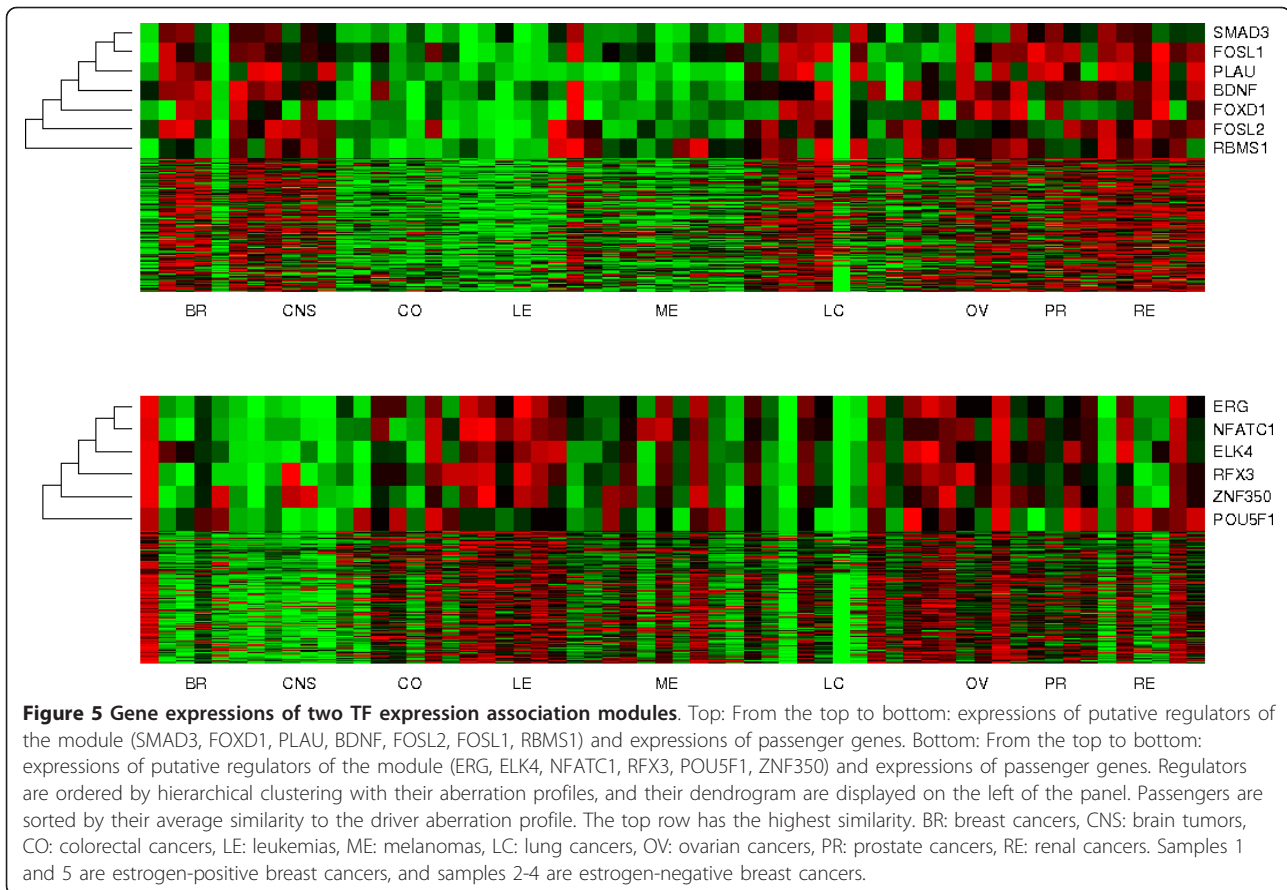 SMAD3
FOSL1
PLAU
BDNF
FOXD1
FOSL2
RBMS1
BR CNS CO LE ME LC OV PR RE
ERG
NFATC1
ELK4
RFX3
ZNF350
POU5F1
BR CNS CO LE ME LC OV PR RE
Figure 5 Gene expressions of two TF expression association modules. Top: From the top to bottom: expressions of putative regulators of
the module (SMAD3, FOXD1, PLAU, BDNF, FOSL2, FOSL1, RBMS1) and expressions of passenger genes. Bottom: From the top to bottom:
expressions of putative regulators of the module (ERG, ELK4, NFATC1, RFX3, POU5F1, ZNF350) and expressions of passenger genes. Regulators
are ordered by hierarchical clustering with their aberration profiles, and their dendrogram are displayed on the left of the panel. Passengers are
sorted by their average similarity to the driver aberration profile. The top row has the highest similarity. BR: breast cancers, CNS: brain tumors,
CO: colorectal cancers, LE: leukemias, ME: melanomas, LC: lung cancers, OV: ovarian cancers, PR: prostate cancers, RE: renal cancers. Samples 1
and 5 are estrogen-positive breast cancers, and samples 2-4 are estrogen-negative breast cancers.